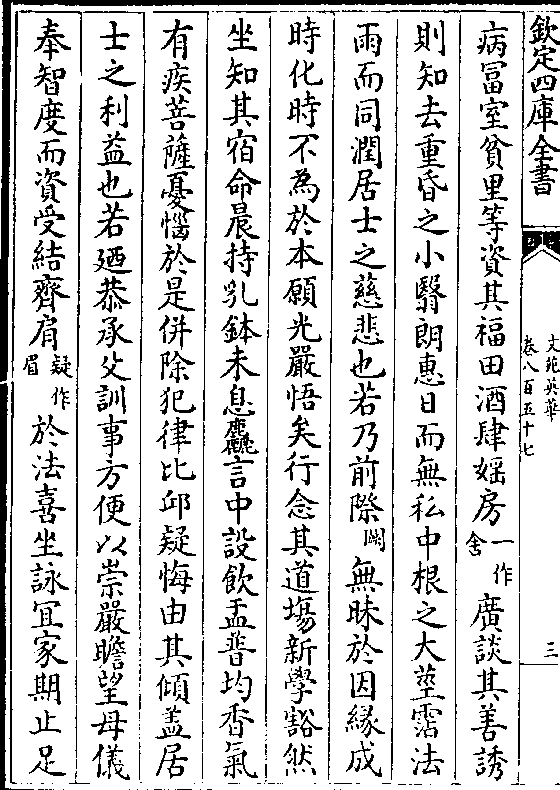 欽定四庫全書
文苑英華
卷八百五十七
三
病冨室貧里等資其福田酒肆婬房一作舍廣談其善誘
則知去重昏之小翳朗惠日而無私中根之大莖霑法
雨而同潤居士之慈悲也若乃前際闕無昧於因緣成
時化時不為於本願光嚴悟矣行念其道場新學豁然
坐知其宿命晨持乳鉢未息麤言中設飲盂普均香氣
有疾菩薩憂惱於是併除犯律比邱疑悔由其傾盖居
士之利益也若廼恭承父訓事方便以崇嚴瞻望母儀
奉智度而資受結齊肩疑作眉於法喜坐詠冝家期止足